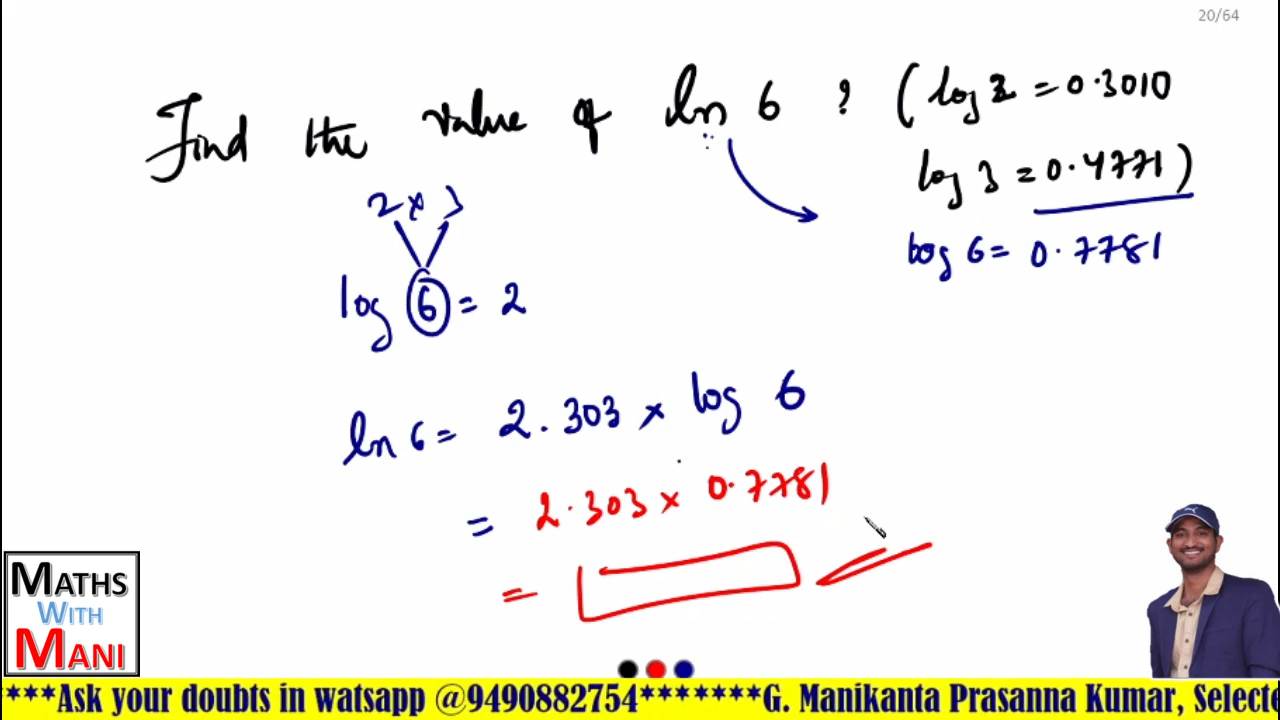 20/64
Find the value of ln 6 ? (log 2 = 0.3010
log 3 = 0.4771)
2 × 3
log 6 = 0.7781
log 6 = 2
ln 6 = 2.303 × log 6
= 2.303 × 0.7781
=
MATHS
WITH
MANI
****Ask your doubts in watsapp @9490882754*******G. Manikanta Prasanna Kumar, Selecte